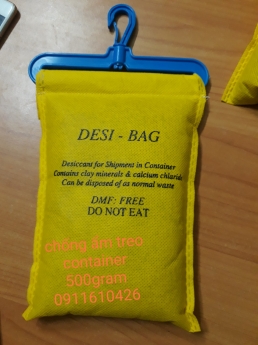 DESI - BAG
Desiccant for Shipment in Container
Contains clay minerals & calcium chloride
Can be disposed of as normal waste
DMF: FREE
DO NOT EAT
chống ẩm treo
container
500gram
0911610426